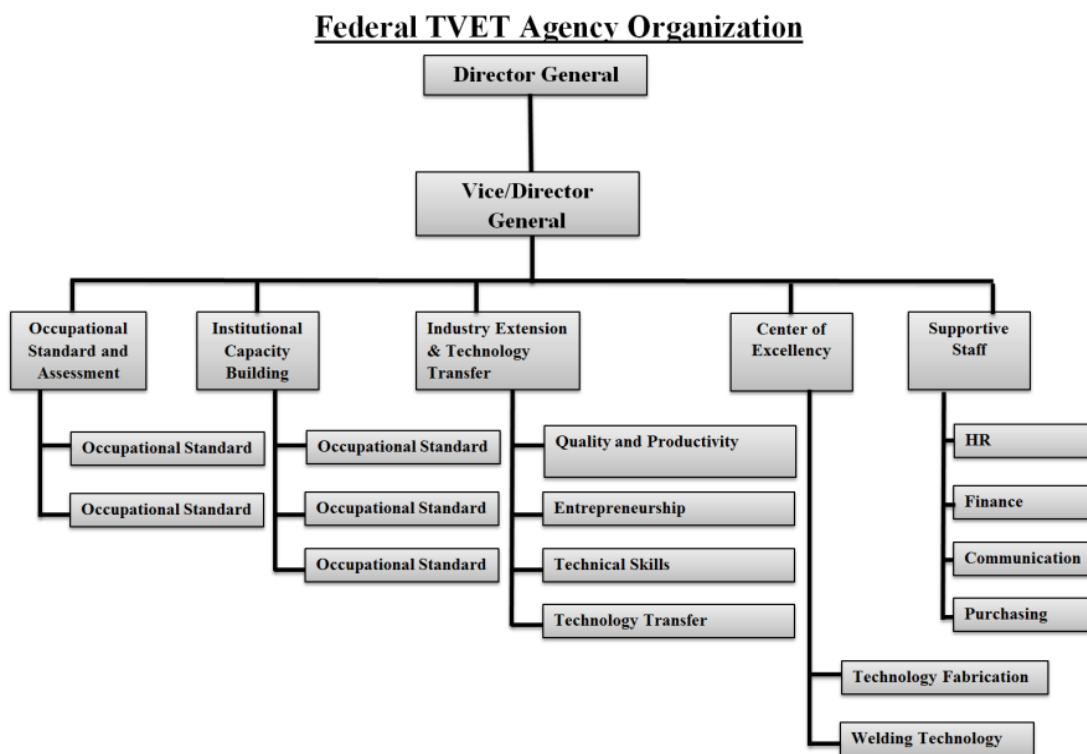 Federal TVET Agency Organization
Director General
Vice/Director
General
Occupational
Standard and
Assessment
Institutional
Capacity
Building
Industry Extension
& Technology
Transfer
Center of
Excellency
Supportive
Staff
Occupational Standard
Occupational Standard
Occupational Standard
Occupational Standard
Occupational Standard
Quality and Productivity
Entrepreneurship
Technical Skills
Technology Transfer
Technology Fabrication
Welding Technology
HR
Finance
Communication
Purchasing